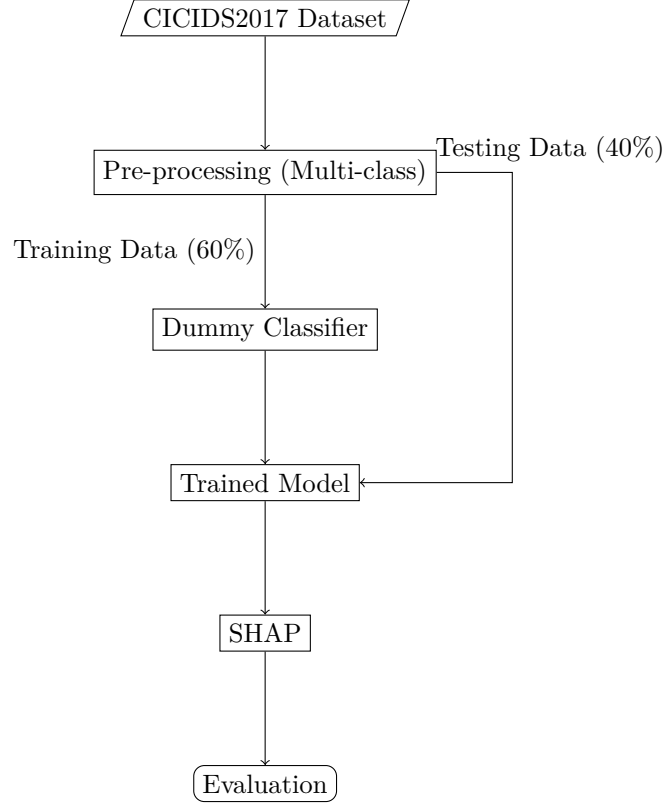 CICIDS2017 Dataset
Testing Data (40%)
Pre-processing (Multi-class)
Training Data (60%)
Dummy Classifier
Trained Model
SHAP
Evaluation